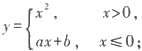 y = { x², x>0,
ax+b, x≤0;